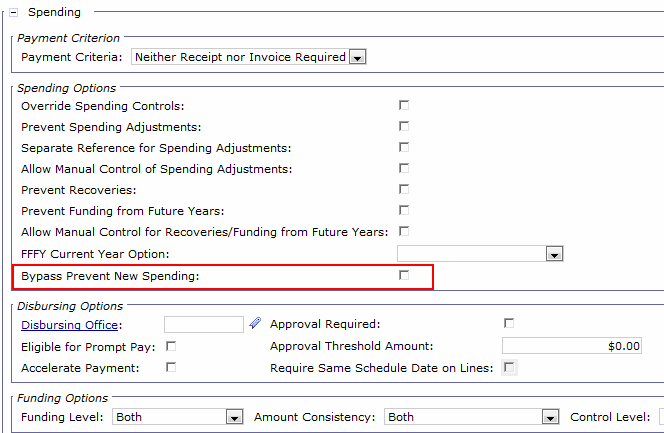 Spending
Payment Criterion
Payment Criteria: Neither Receipt nor Invoice Required
Spending Options
Override Spending Controls:
Prevent Spending Adjustments:
Separate Reference for Spending Adjustments:
Allow Manual Control of Spending Adjustments:
Prevent Recoveries:
Prevent Funding from Future Years:
Allow Manual Control for Recoveries/Funding from Future Years:
FFFY Current Year Option:
Bypass Prevent New Spending:
Disbursing Options
Disbursing Office: Approval Required:
Eligible for Prompt Pay: Approval Threshold Amount: $0.00
Accelerate Payment: Require Same Schedule Date on Lines:
Funding Options
Funding Level: Both Amount Consistency: Both Control Level: